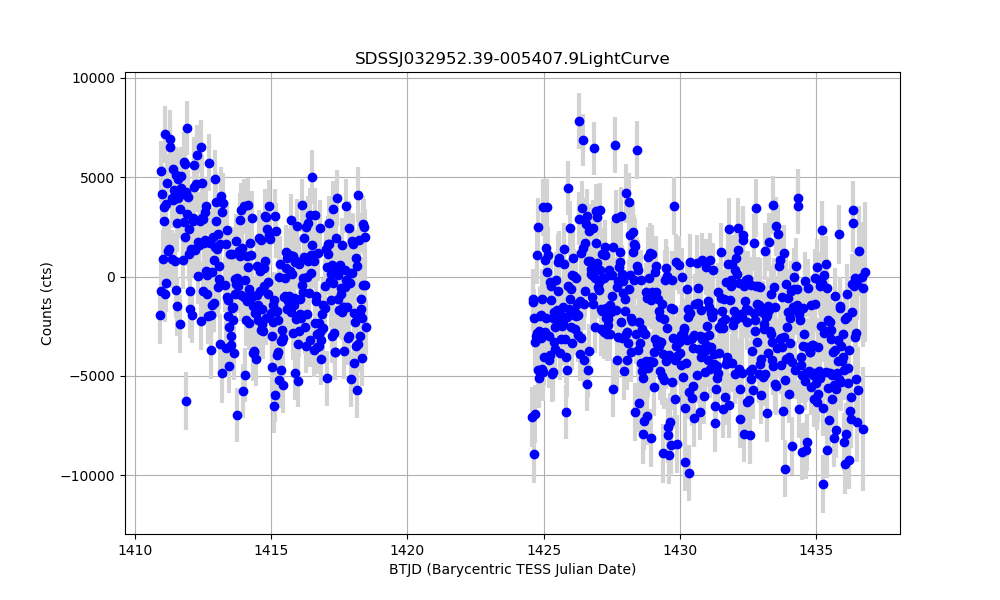 SDSSJ032952.39-005407.9LightCurve
10000
5000
0
−5000
−10000
Counts (cts)
1410 1415 1420 1425 1430 1435
BTJD (Barycentric TESS Julian Date)